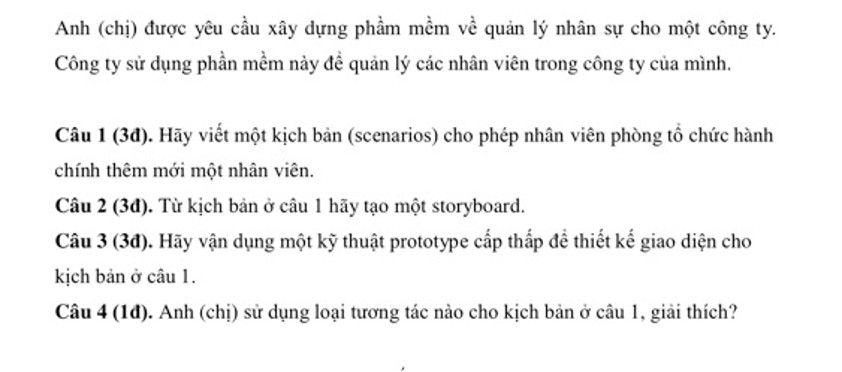 Anh (chị) được yêu cầu xây dựng phầm mềm về quản lý nhân sự cho một công ty.
Công ty sử dụng phần mềm này để quản lý các nhân viên trong công ty của mình.
Câu 1 (3đ). Hãy viết một kịch bản (scenarios) cho phép nhân viên phòng tổ chức hành
chính thêm mới một nhân viên.
Câu 2 (3đ). Từ kịch bản ở câu 1 hãy tạo một storyboard.
Câu 3 (3đ). Hãy vận dụng một kỹ thuật prototype cấp thấp để thiết kế giao diện cho
kịch bản ở câu 1.
Câu 4 (1đ). Anh (chị) sử dụng loại tương tác nào cho kịch bản ở câu 1, giải thích?